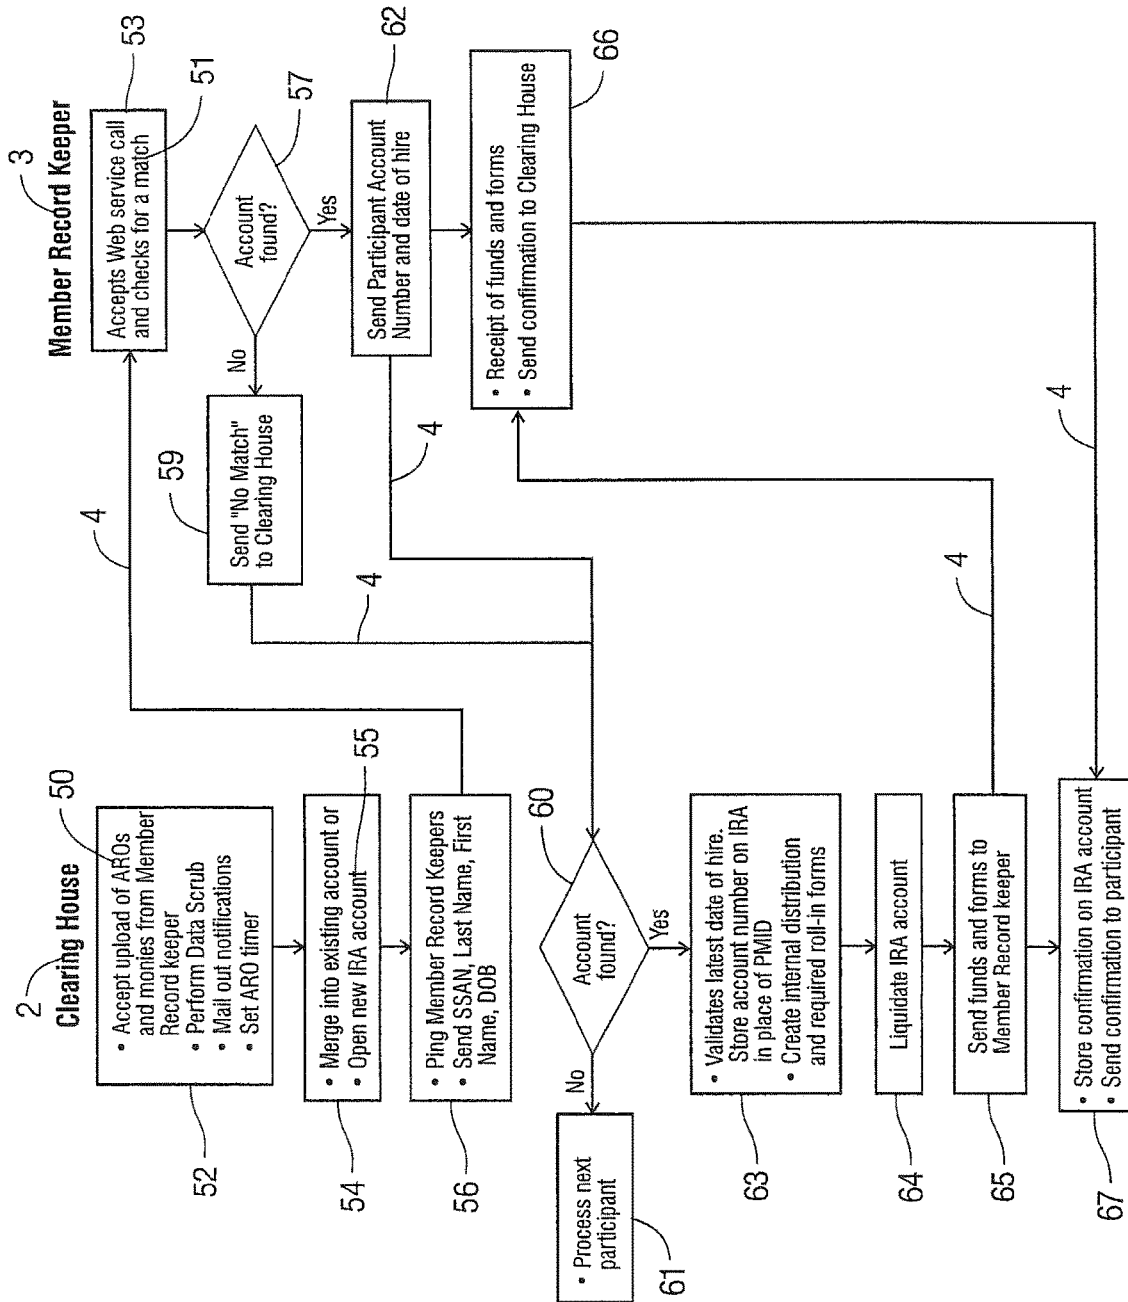 2
Clearing House
50
• Accept upload of AROs
and monies from Member
Record keeper
• Perform Data Scrub
• Mail out notifications
• Set ARO timer
52
• Merge into existing account or
• Open new IRA account
55
54
• Ping Member Record Keepers
• Send SSAN, Last Name, First
Name, DOB
56
60
Account
found?
No
Yes
• Process next
participant
61
• Validates latest date of hire.
Store account number on IRA
in place of PMID
• Create internal distribution
and required roll-in forms
63
Liquidate IRA account
64
Send funds and forms to
Member Record keeper
65
• Store confirmation on IRA account
• Send confirmation to participant
67
3
Member Record Keeper
53
Accepts Web service call
and checks for a match
51
4
Account
found?
57
No
Yes
Send "No Match"
to Clearing House
59
4
Send Participant Account
Number and date of hire
62
4
• Receipt of funds and forms
• Send confirmation to Clearing House
66
4
4